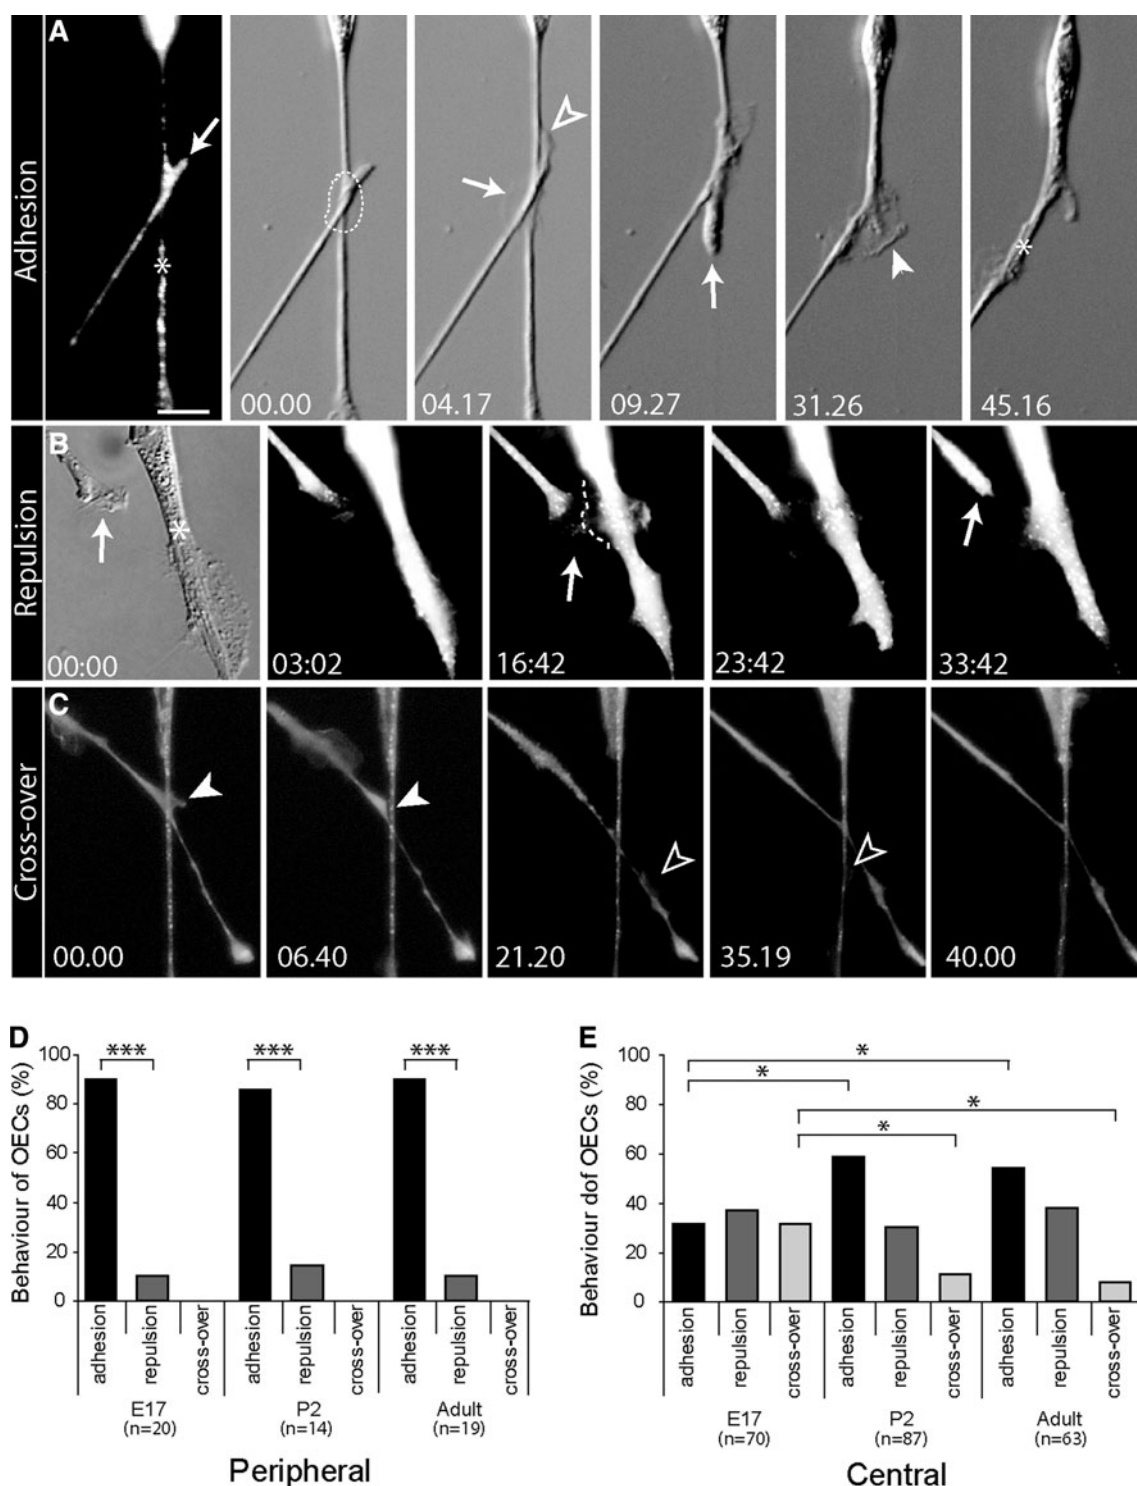 A
Adhesion
*
00.00
04.17
09.27
31.26
*
45.16
B
Repulsion
*
00:00
03:02
16:42
23:42
33:42
C
Cross-over
00.00
06.40
21.20
35.19
40.00
D
Behaviour of OECs (%)
100
80
60
40
20
0
*** *** ***
adhesion
repulsion
cross-over
adhesion
repulsion
cross-over
adhesion
repulsion
cross-over
E17 P2 Adult
(n=20) (n=14) (n=19)
Peripheral
E
Behaviour dof OECs (%)
100
80
60
40
20
0
*
*
*
*
adhesion
repulsion
cross-over
adhesion
repulsion
cross-over
adhesion
repulsion
cross-over
E17 P2 Adult
(n=70) (n=87) (n=63)
Central